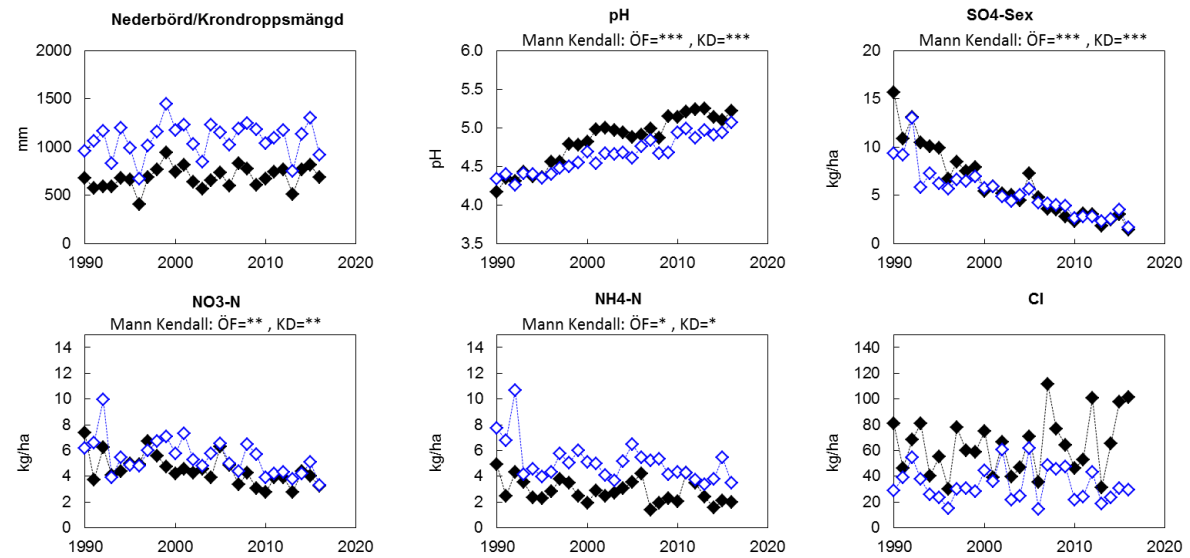 Nederbörd/Krondroppsmängd
2000
1500
1000
500
0
mm
1990 2000 2010 2020
pH
Mann Kendall: ÖF=*** , KD=***
6.0
5.5
5.0
4.5
4.0
3.5
pH
1990 2000 2010 2020
SO4-Sex
Mann Kendall: ÖF=*** , KD=***
20
15
10
5
0
kg/ha
1990 2000 2010 2020
NO3-N
Mann Kendall: ÖF=** , KD=**
14
12
10
8
6
4
2
0
kg/ha
1990 2000 2010 2020
NH4-N
Mann Kendall: ÖF=* , KD=*
14
12
10
8
6
4
2
0
kg/ha
1990 2000 2010 2020
Cl
140
120
100
80
60
40
20
0
kg/ha
1990 2000 2010 2020